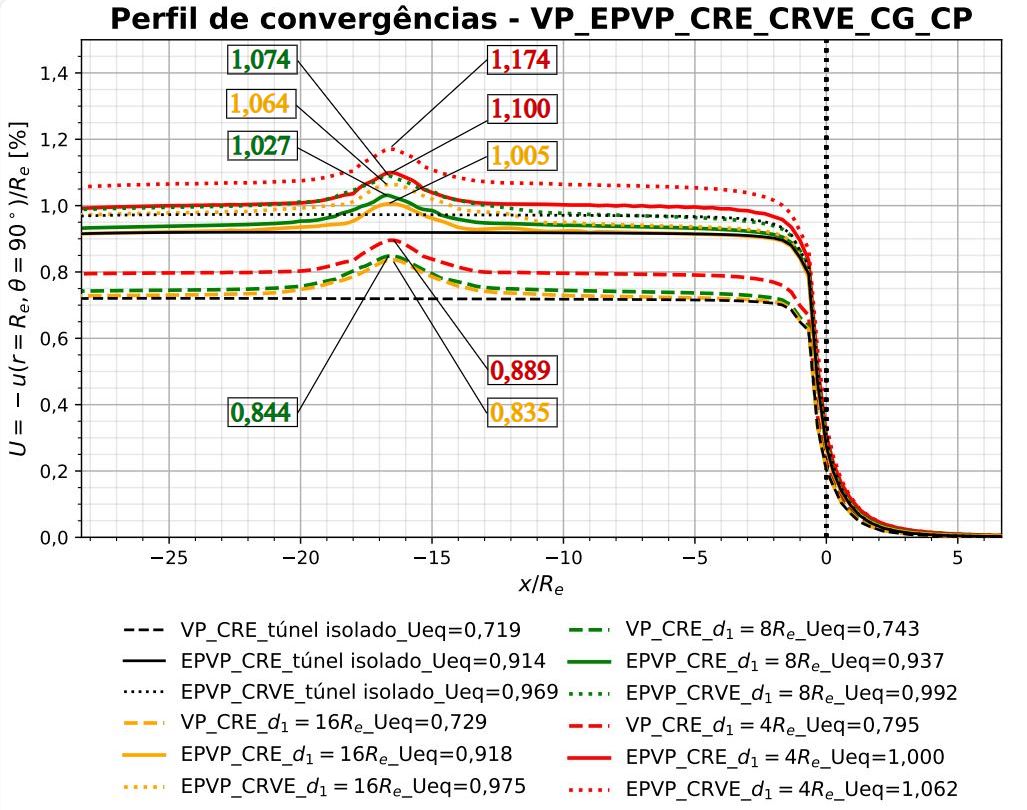 Perfil de convergências - VP_EPVP_CRE_CRVE_CG_CP
U = − u(r = Rₑ, θ = 90°)/Rₑ [%]
1,4
1,2
1,0
0,8
0,6
0,4
0,2
0,0
1,074
1,174
1,064
1,100
1,027
1,005
0,889
0,844
0,835
−25
−20
−15
−10
−5
0
5
x/Rₑ
VP_CRE_túnel isolado_Ueq=0,719
EPVP_CRE_túnel isolado_Ueq=0,914
EPVP_CRVE_túnel isolado_Ueq=0,969
VP_CRE_d₁ = 16Rₑ_Ueq=0,729
EPVP_CRE_d₁ = 16Rₑ_Ueq=0,918
EPVP_CRVE_d₁ = 16Rₑ_Ueq=0,975
VP_CRE_d₁ = 8Rₑ_Ueq=0,743
EPVP_CRE_d₁ = 8Rₑ_Ueq=0,937
EPVP_CRVE_d₁ = 8Rₑ_Ueq=0,992
VP_CRE_d₁ = 4Rₑ_Ueq=0,795
EPVP_CRE_d₁ = 4Rₑ_Ueq=1,000
EPVP_CRVE_d₁ = 4Rₑ_Ueq=1,062